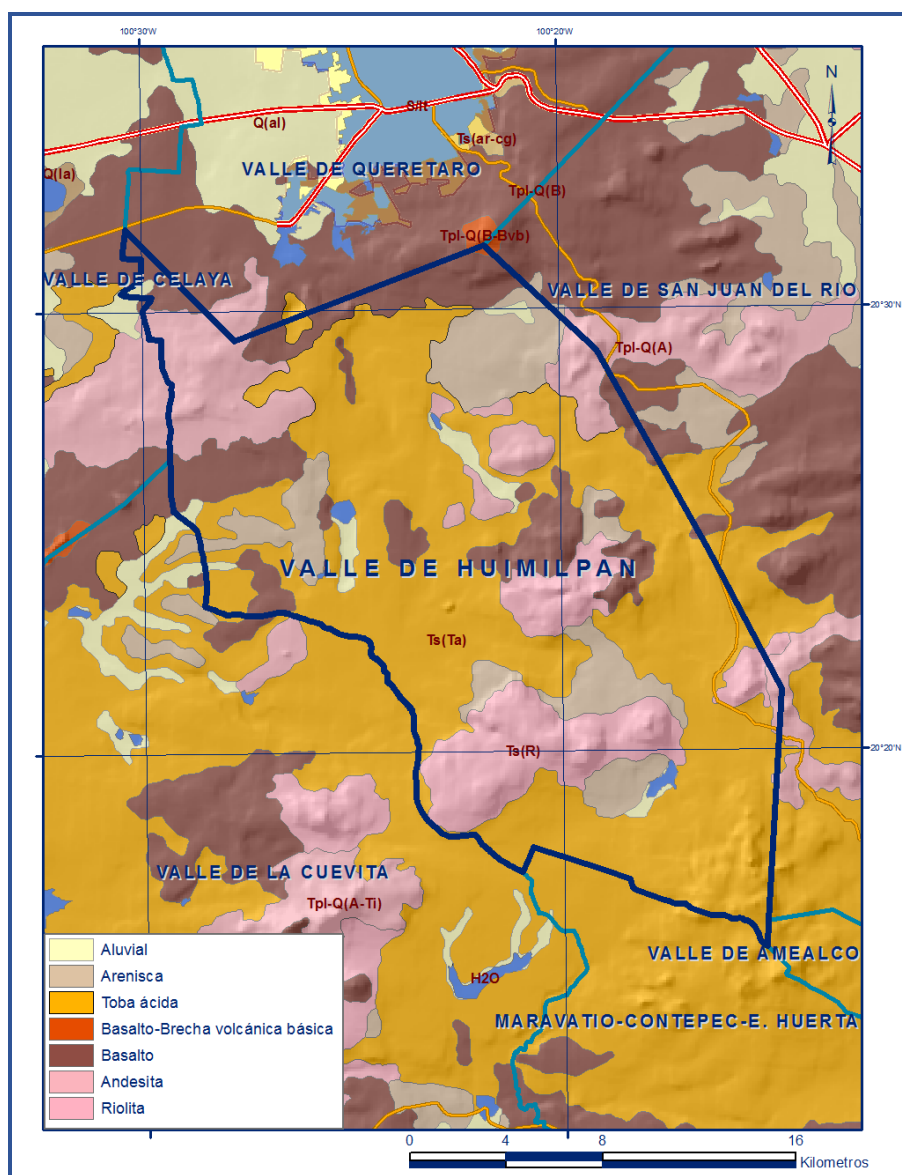 100°30'W
100°20'W
N
S/It
Q(al)
Ts(ar-cg)
VALLE DE QUERETARO
Q(la)
Tpl-Q(B)
Tpl-Q(B-Bvb)
VALLE DE CELAYA
VALLE DE SAN JUAN DEL RIO
20°30'N
Tpl-Q(A)
VALLE DE HUIMILPAN
Ts(Ta)
Ts(R)
20°20'N
VALLE DE LA CUEVITA
Tpl-Q(A-Ti)
VALLE DE AMEALCO
H2O
MARAVATIO-CONTEPEC-E. HUERTA
Aluvial
Arenisca
Toba ácida
Basalto-Brecha volcánica básica
Basalto
Andesita
Riolita
0 4 8 16
Kilometros